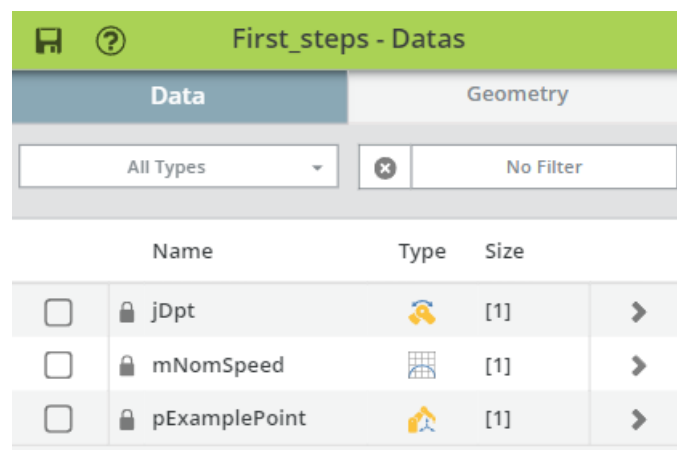 First_steps - Datas
Data Geometry
All Types No Filter
Name Type Size
jDpt [1]
mNomSpeed [1]
pExamplePoint [1]